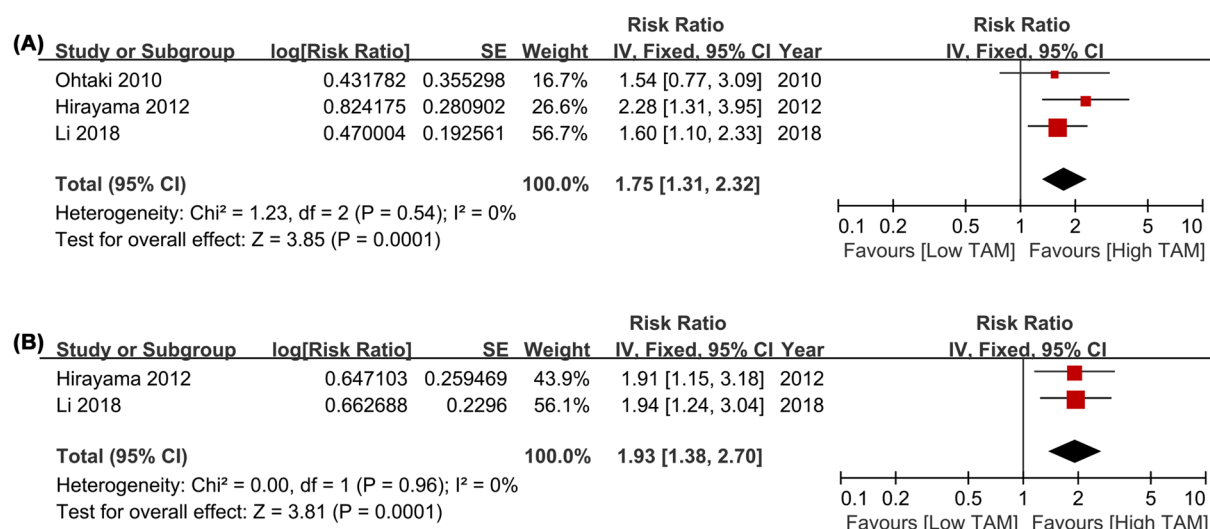 Risk Ratio Risk Ratio
(A) Study or Subgroup log[Risk Ratio] SE Weight IV, Fixed, 95% CI Year IV, Fixed, 95% CI
Ohtaki 2010 0.431782 0.355298 16.7% 1.54 [0.77, 3.09] 2010
Hirayama 2012 0.824175 0.280902 26.6% 2.28 [1.31, 3.95] 2012
Li 2018 0.470004 0.192561 56.7% 1.60 [1.10, 2.33] 2018
Total (95% CI) 100.0% 1.75 [1.31, 2.32]
Heterogeneity: Chi² = 1.23, df = 2 (P = 0.54); I² = 0%
Test for overall effect: Z = 3.85 (P = 0.0001)
0.1 0.2 0.5 1 2 5 10
Favours [Low TAM] Favours [High TAM]
Risk Ratio Risk Ratio
(B) Study or Subgroup log[Risk Ratio] SE Weight IV, Fixed, 95% CI Year IV, Fixed, 95% CI
Hirayama 2012 0.647103 0.259469 43.9% 1.91 [1.15, 3.18] 2012
Li 2018 0.662688 0.2296 56.1% 1.94 [1.24, 3.04] 2018
Total (95% CI) 100.0% 1.93 [1.38, 2.70]
Heterogeneity: Chi² = 0.00, df = 1 (P = 0.96); I² = 0%
Test for overall effect: Z = 3.81 (P = 0.0001)
0.1 0.2 0.5 1 2 5 10
Favours [Low TAM] Favours [High TAM]